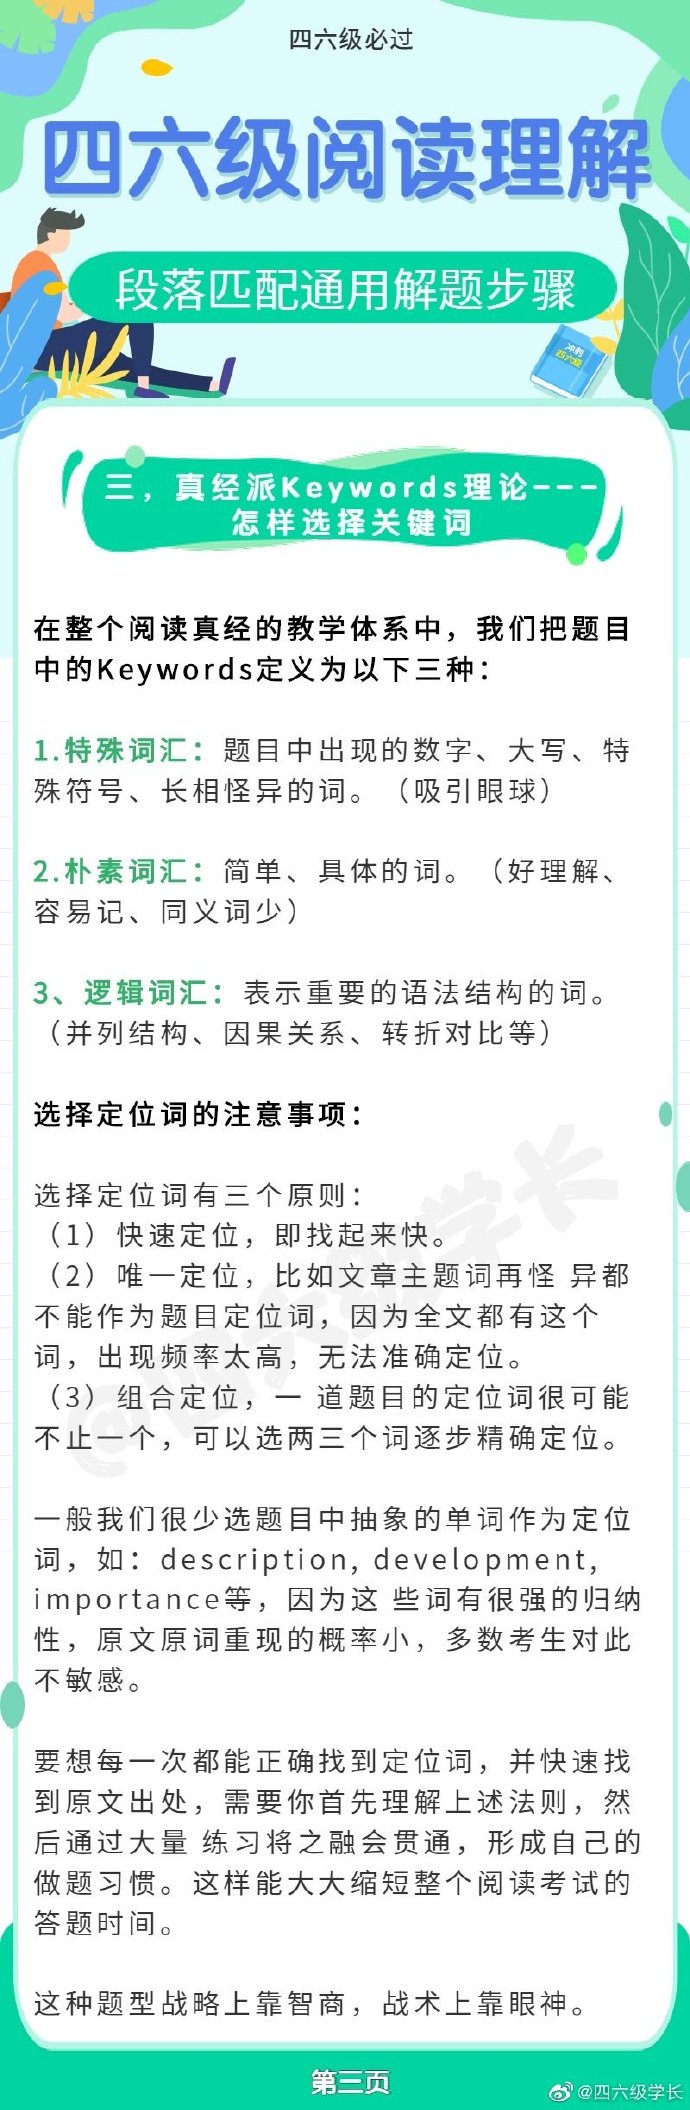 四六级必过
四六级阅读理解
段落匹配通用解题步骤
冲刺
四六级
三，真经派Keywords理论---
怎样选择关键词
在整个阅读真经的教学体系中，我们把题目
中的Keywords定义为以下三种：
1.特殊词汇：题目中出现的数字、大写、特
殊符号、长相怪异的词。（吸引眼球）
2.朴素词汇：简单、具体的词。（好理解、
容易记、同义词少）
3、逻辑词汇：表示重要的语法结构的词。
（并列结构、因果关系、转折对比等）
选择定位词的注意事项：
选择定位词有三个原则：
（1）快速定位，即找起来快。
（2）唯一定位，比如文章主题词再怪 异都
不能作为题目定位词，因为全文都有这个
词，出现频率太高，无法准确定位。
（3）组合定位，一 道题目的定位词很可能
不止一个，可以选两三个词逐步精确定位。
@四六级学长
一般我们很少选题目中抽象的单词作为定位
词，如：description, development,
importance等，因为这 些词有很强的归纳
性，原文原词重现的概率小，多数考生对此
不敏感。
要想每一次都能正确找到定位词，并快速找
到原文出处，需要你首先理解上述法则，然
后通过大量 练习将之融会贯通，形成自己的
做题习惯。这样能大大缩短整个阅读考试的
答题时间。
这种题型战略上靠智商，战术上靠眼神。
第三页
@四六级学长